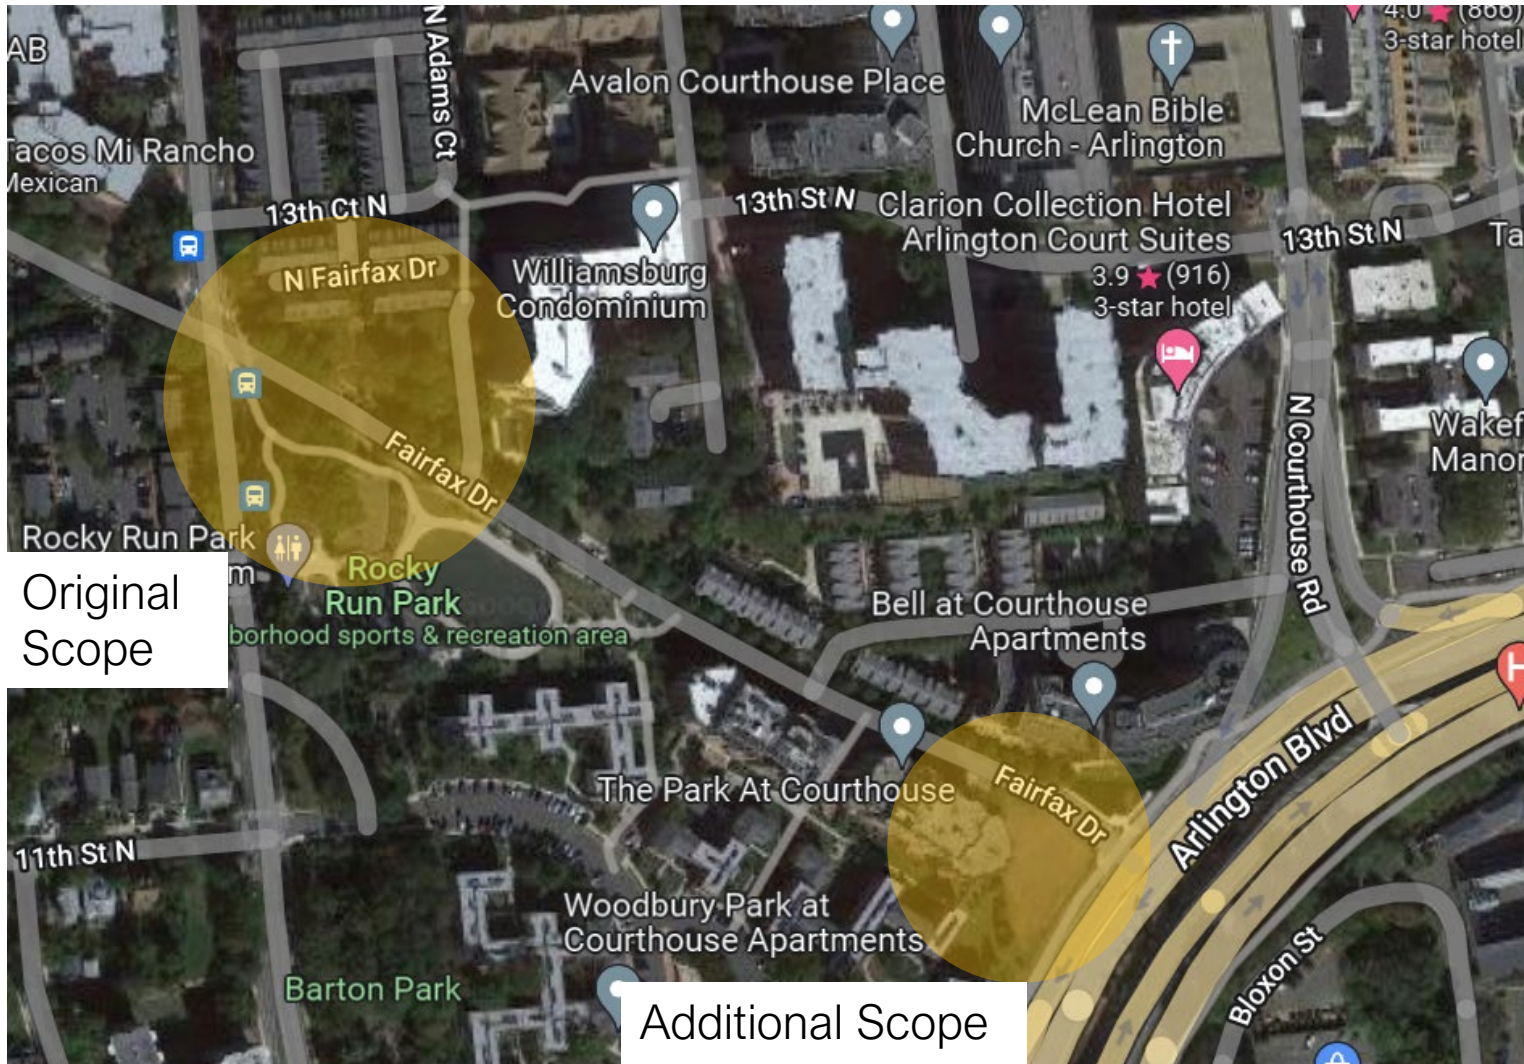 4.0 ★ (866)
3-star hotel
AB
N Adams Ct
Avalon Courthouse Place
McLean Bible
Church - Arlington
Tacos Mi Rancho
Mexican
13th Ct N
13th St N
Clarion Collection Hotel
Arlington Court Suites
3.9 ★ (916)
3-star hotel
13th St N
Ta
N Fairfax Dr
Williamsburg
Condominium
Wakef
Manor
N Courthouse Rd
Fairfax Dr
Rocky Run Park
m
Original
Scope
Rocky
Run Park
borhood sports & recreation area
Bell at Courthouse
Apartments
H
Arlington Blvd
The Park At Courthouse
Fairfax Dr
11th St N
Woodbury Park at
Courthouse Apartments
Bloxon St
Barton Park
Additional Scope